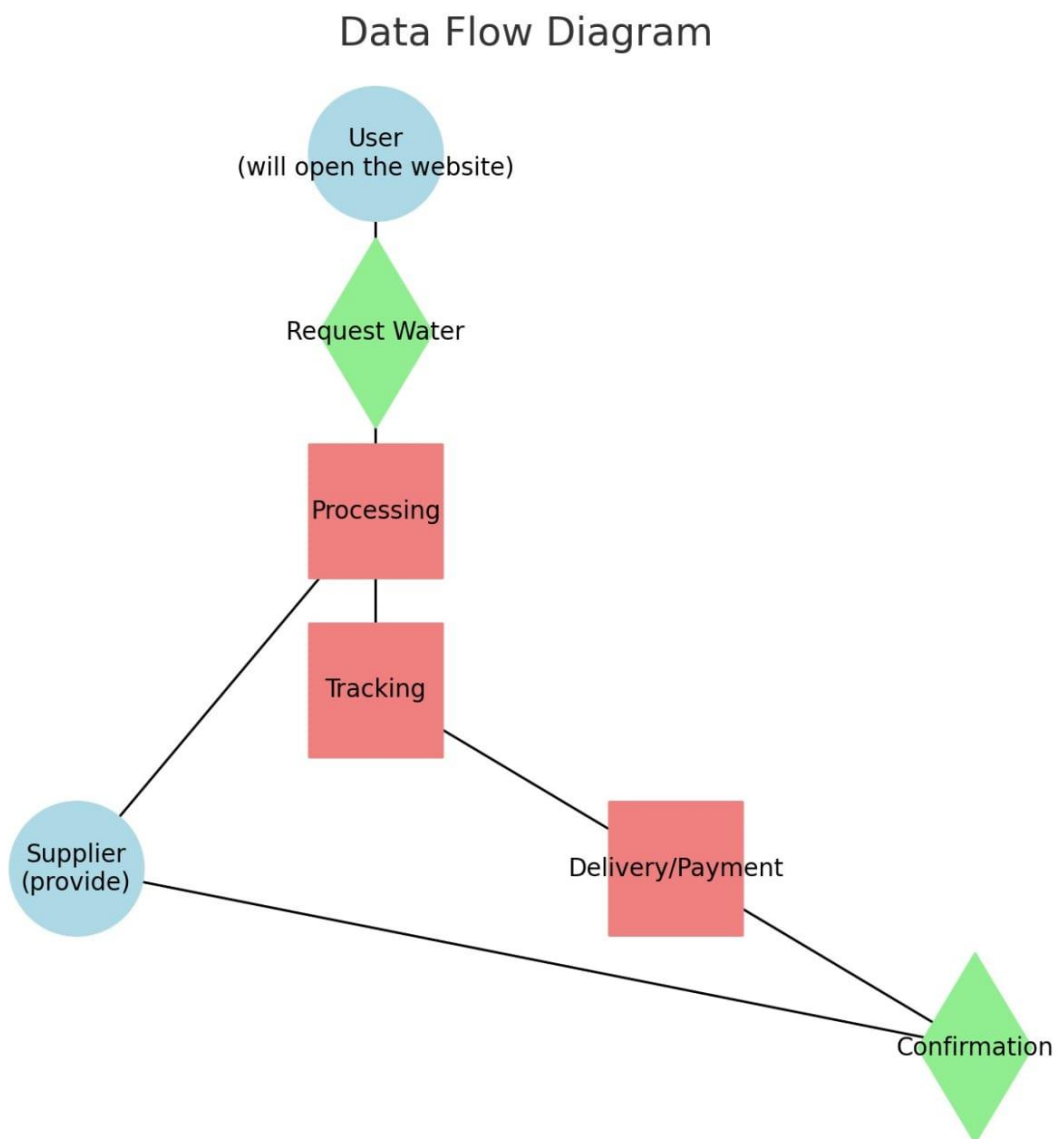 Data Flow Diagram
User
(will open the website)
Request Water
Processing
Tracking
Supplier
(provide)
Delivery/Payment
Confirmation